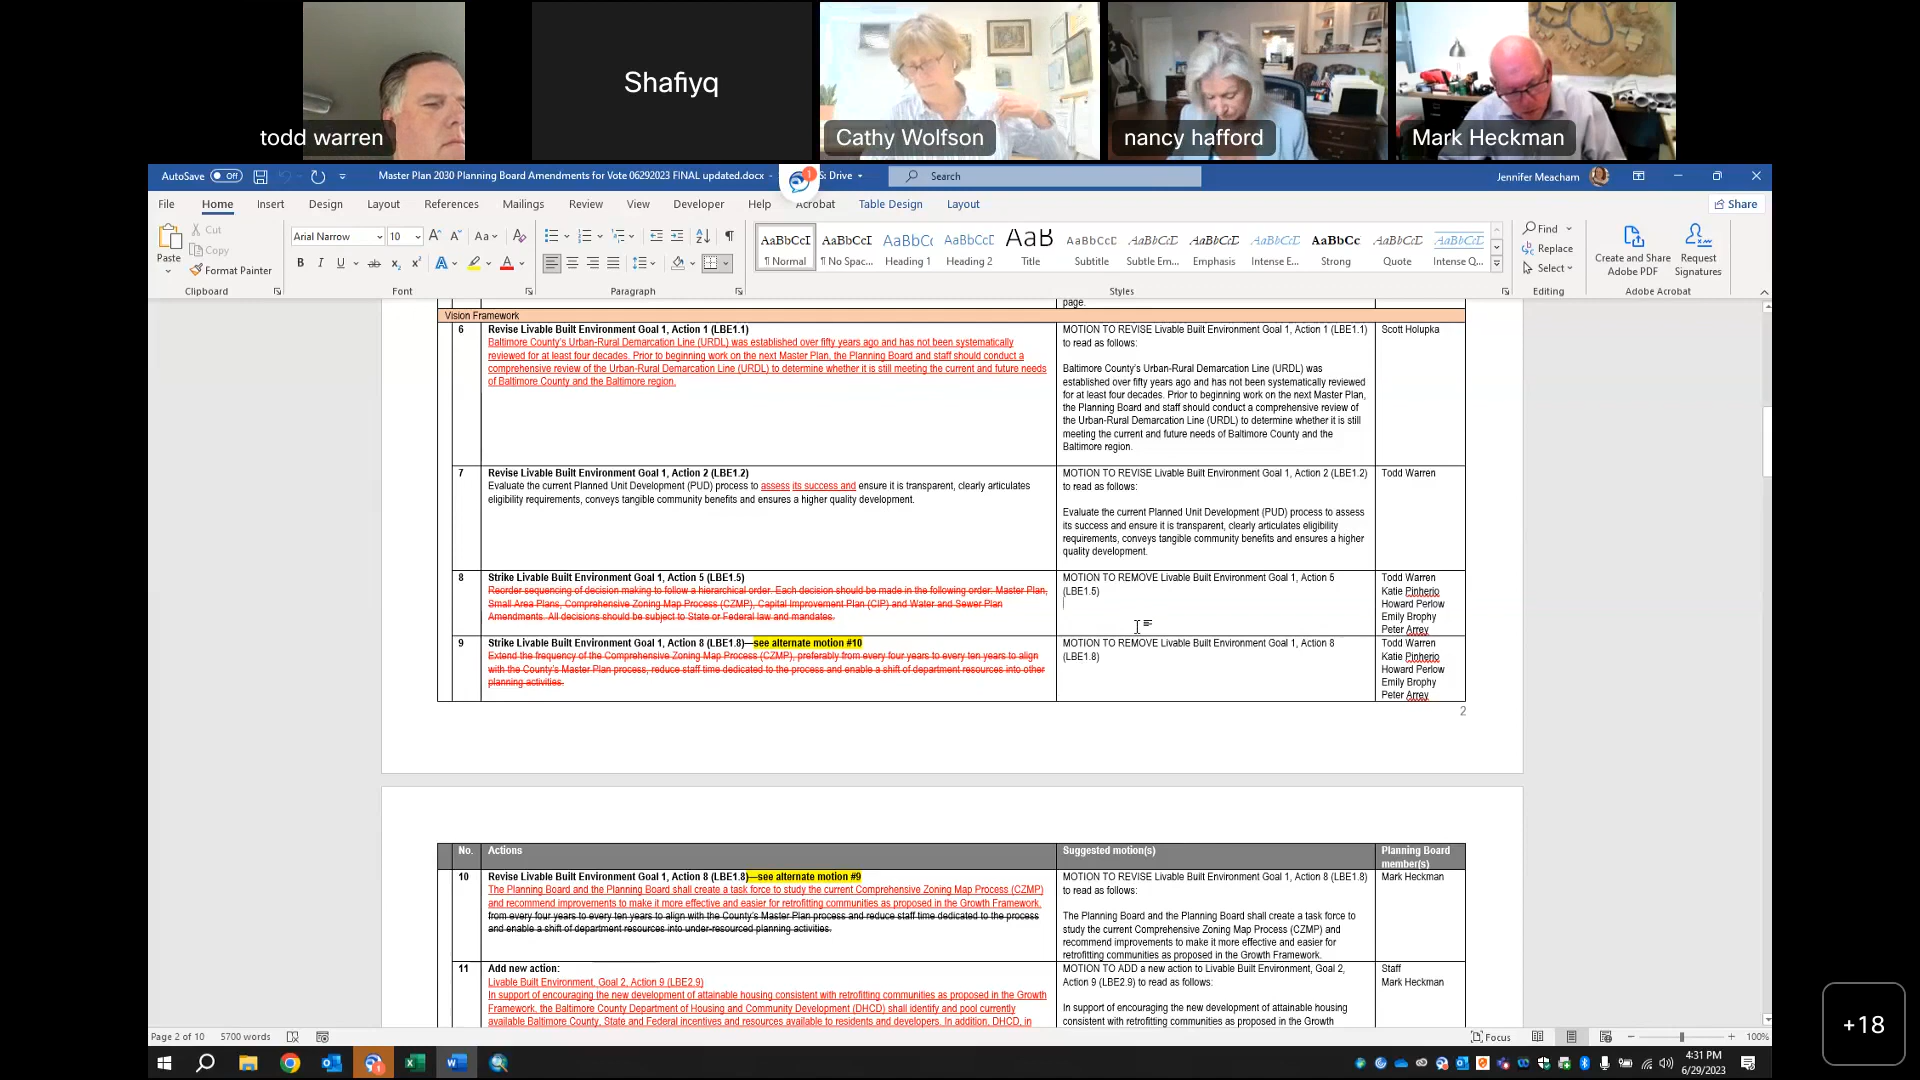 todd warren
Shafiyq
Cathy Wolfson
nancy hafford
Mark Heckman
AutoSave Off
Master Plan 2030 Planning Board Amendments for Vote 06292023 FINAL updated.docx -
S: Drive
Search
Jennifer Meacham
File Home Insert Design Layout References Mailings Review View Developer Help Acrobat Table Design Layout
Share
Paste
Cut
Copy
Format Painter
Arial Narrow 10
AaBbCcI AaBbCcI AaBbC( AaBbCcC AaB AaBbCcC AaBbCcDc AaBbCcDc AaBbCcDc AaBbCc AaBbCcDc AaBbCcDc
¶ Normal ¶ No Spac... Heading 1 Heading 2 Title Subtitle Subtle Em... Emphasis Intense E... Strong Quote Intense Q...
Find
Replace
Select
Create and Share
Adobe PDF
Request
Signatures
Clipboard Font Paragraph Styles Editing Adobe Acrobat
page.
Vision Framework
6
Revise Livable Built Environment Goal 1, Action 1 (LBE1.1)
Baltimore County's Urban-Rural Demarcation Line (URDL) was established over fifty years ago and has not been systematically
reviewed for at least four decades. Prior to beginning work on the next Master Plan, the Planning Board and staff should conduct a
comprehensive review of the Urban-Rural Demarcation Line (URDL) to determine whether it is still meeting the current and future needs
of Baltimore County and the Baltimore region.
MOTION TO REVISE Livable Built Environment Goal 1, Action 1 (LBE1.1)
to read as follows:
Baltimore County's Urban-Rural Demarcation Line (URDL) was
established over fifty years ago and has not been systematically reviewed
for at least four decades. Prior to beginning work on the next Master Plan,
the Planning Board and staff should conduct a comprehensive review of
the Urban-Rural Demarcation Line (URDL) to determine whether it is still
meeting the current and future needs of Baltimore County and the
Baltimore region.
Scott Holupka
7
Revise Livable Built Environment Goal 1, Action 2 (LBE1.2)
Evaluate the current Planned Unit Development (PUD) process to assess its success and ensure it is transparent, clearly articulates
eligibility requirements, conveys tangible community benefits and ensures a higher quality development.
MOTION TO REVISE Livable Built Environment Goal 1, Action 2 (LBE1.2)
to read as follows:
Evaluate the current Planned Unit Development (PUD) process to assess
its success and ensure it is transparent, clearly articulates eligibility
requirements, conveys tangible community benefits and ensures a higher
quality development.
Todd Warren
8
Strike Livable Built Environment Goal 1, Action 5 (LBE1.5)
Reorder sequencing of decision making to follow a hierarchical order. Each decision should be made in the following order: Master Plan,
Small Area Plans, Comprehensive Zoning Map Process (CZMP), Capital Improvement Plan (CIP) and Water and Sewer Plan
Amendments. All decisions should be subject to State or Federal law and mandates.
MOTION TO REMOVE Livable Built Environment Goal 1, Action 5
(LBE1.5)
Todd Warren
Katie Pinherio
Howard Perlow
Emily Brophy
Peter Arrey
9
Strike Livable Built Environment Goal 1, Action 8 (LBE1.8)—see alternate motion #10
Extend the frequency of the Comprehensive Zoning Map Process (CZMP), preferably from every four years to every ten years to align
with the County's Master Plan process, reduce staff time dedicated to the process and enable a shift of department resources into other
planning activities.
MOTION TO REMOVE Livable Built Environment Goal 1, Action 8
(LBE1.8)
Todd Warren
Katie Pinherio
Howard Perlow
Emily Brophy
Peter Arrey
2
No. Actions Suggested motion(s) Planning Board
member(s)
10
Revise Livable Built Environment Goal 1, Action 8 (LBE1.8)—see alternate motion #9
The Planning Board and the Planning Board shall create a task force to study the current Comprehensive Zoning Map Process (CZMP)
and recommend improvements to make it more effective and easier for retrofitting communities as proposed in the Growth Framework.
from every four years to every ten years to align with the County's Master Plan process and reduce staff time dedicated to the process
and enable a shift of department resources into under-resourced planning activities.
MOTION TO REVISE Livable Built Environment Goal 1, Action 8 (LBE1.8)
to read as follows:
The Planning Board and the Planning Board shall create a task force to
study the current Comprehensive Zoning Map Process (CZMP) and
recommend improvements to make it more effective and easier for
retrofitting communities as proposed in the Growth Framework.
Mark Heckman
11
Add new action:
Livable Built Environment, Goal 2, Action 9 (LBE2.9)
In support of encouraging the new development of attainable housing consistent with retrofitting communities as proposed in the Growth
Framework, the Baltimore County Department of Housing and Community Development (DHCD) shall identify and pool currently
available Baltimore County, State and Federal incentives and resources available to residents and developers. In addition, DHCD, in
MOTION TO ADD a new action to Livable Built Environment, Goal 2,
Action 9 (LBE2.9) to read as follows:
In support of encouraging the new development of attainable housing
consistent with retrofitting communities as proposed in the Growth
Staff
Mark Heckman
Page 2 of 10 5700 words
Focus
100%
+18
4:31 PM
6/29/2023